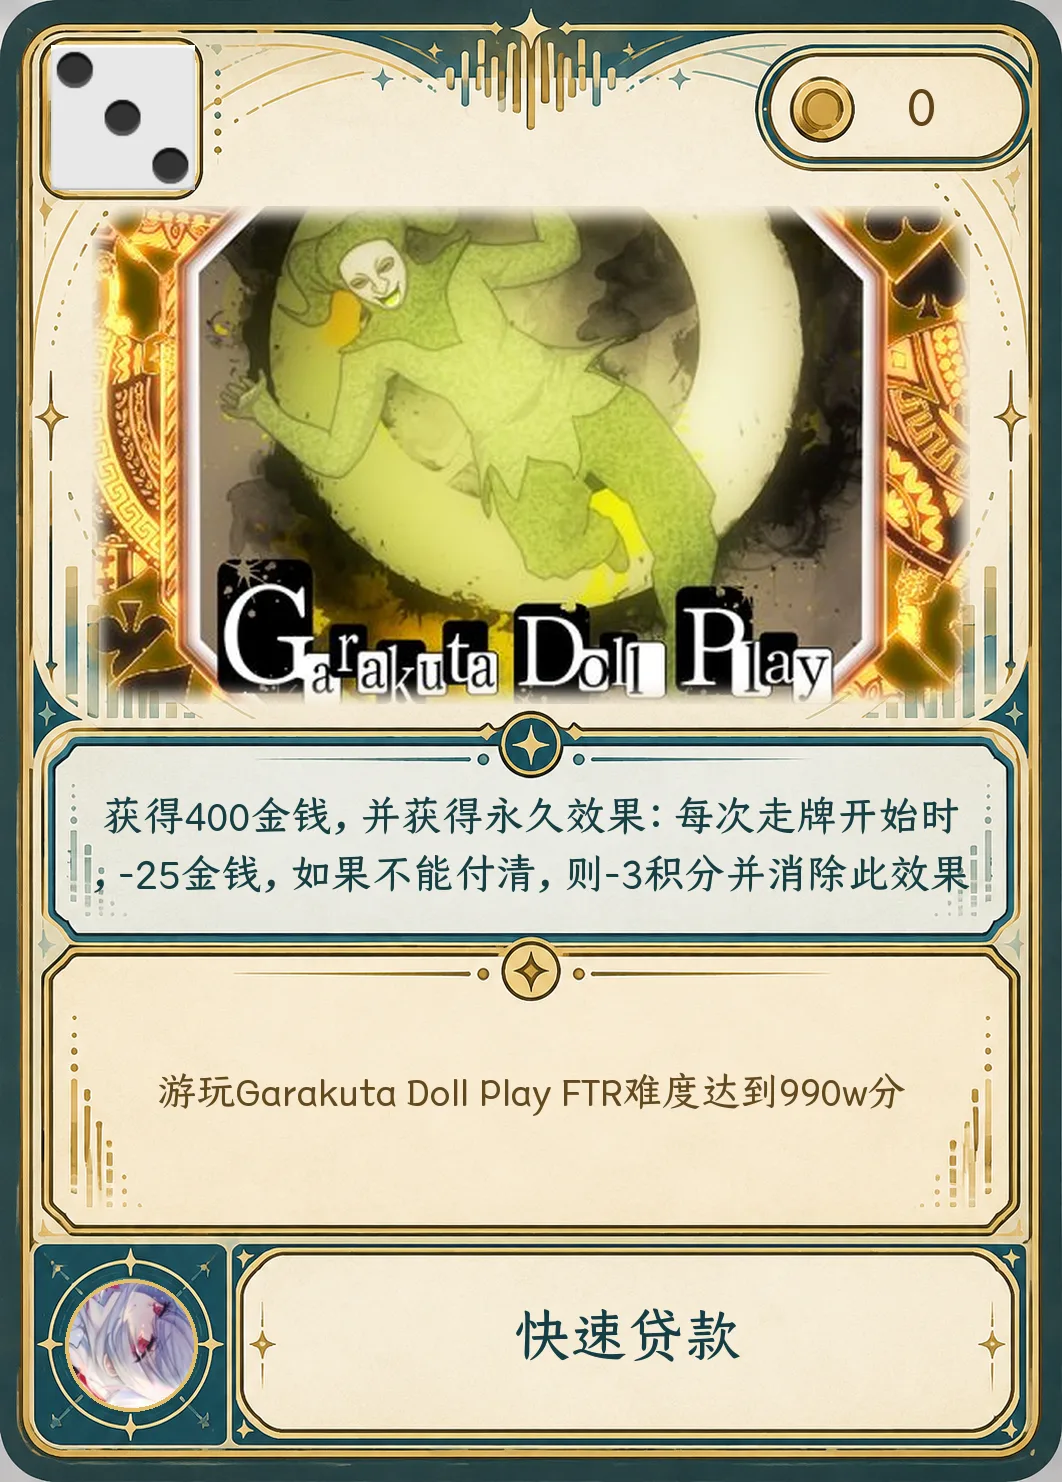 0
Garakuta Doll Play
获得400金钱，并获得永久效果：每次走牌开始时
，-25金钱，如果不能付清，则-3积分并消除此效果
游玩Garakuta Doll Play FTR难度达到990w分
快速贷款